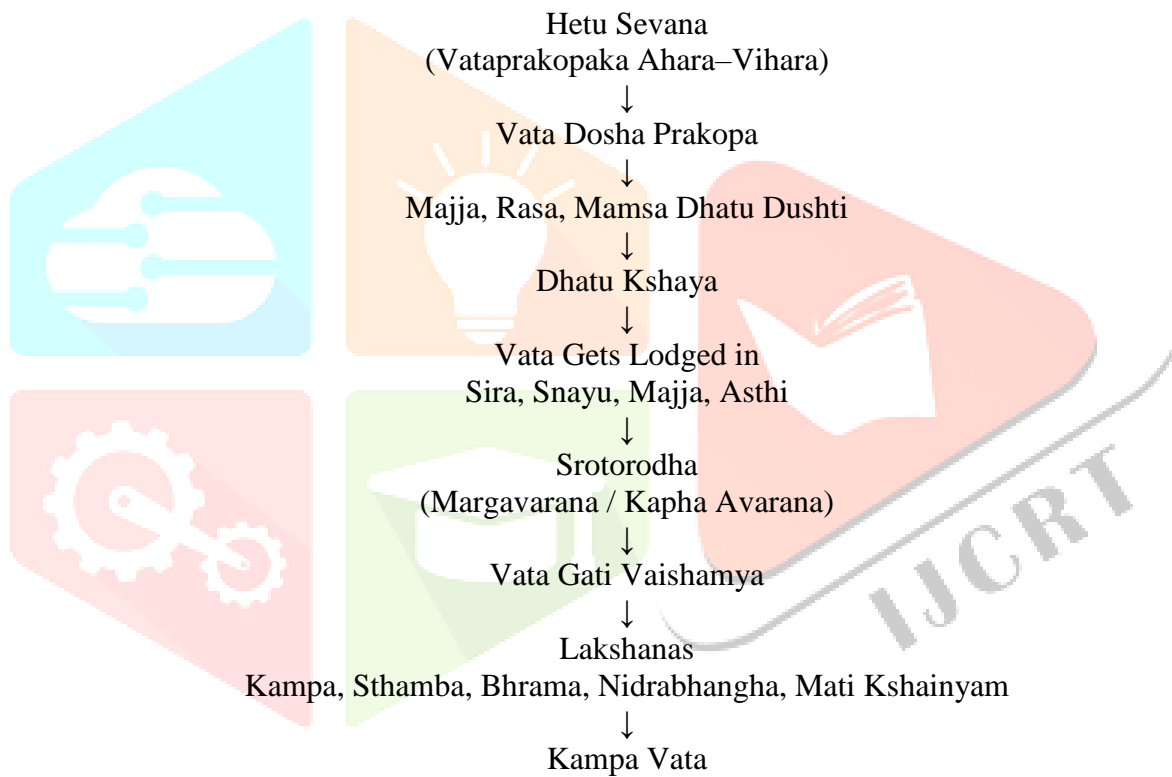 Hetu Sevana
(Vataprakopaka Ahara–Vihara)
↓
Vata Dosha Prakopa
↓
Majja, Rasa, Mamsa Dhatu Dushti
↓
Dhatu Kshaya
↓
Vata Gets Lodged in
Sira, Snayu, Majja, Asthi
↓
Srotorodha
(Margavarana / Kapha Avarana)
↓
Vata Gati Vaishamya
↓
Lakshanas
Kampa, Sthamba, Bhrama, Nidrabhangha, Mati Kshainyam
↓
Kampa Vata
IJCRT